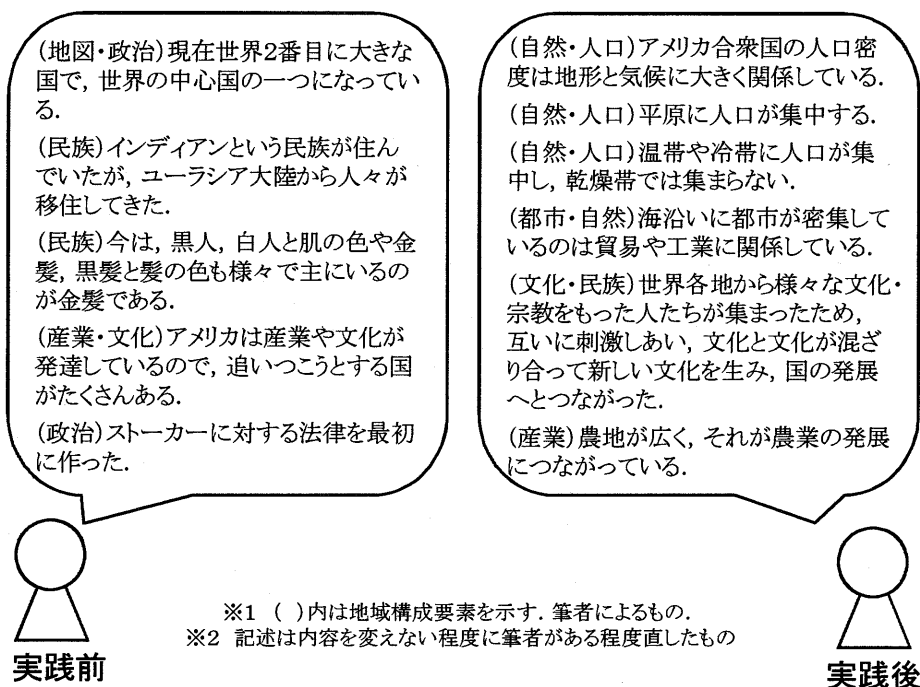 (地図・政治)現在世界2番目に大きな
国で, 世界の中心国の一つになってい
る.
(民族)インディアンという民族が住ん
でいたが, ユーラシア大陸から人々が
移住してきた.
(民族)今は, 黒人, 白人と肌の色や金
髪, 黒髪と髪の色も様々で主にいるの
が金髪である.
(産業・文化)アメリカは産業や文化が
発達しているので, 追いつこうとする国
がたくさんある.
(政治)ストーカーに対する法律を最初
に作った.
実践前
(自然・人口)アメリカ合衆国の人口密
度は地形と気候に大きく関係している.
(自然・人口)平原に人口が集中する.
(自然・人口)温帯や冷帯に人口が集
中し, 乾燥帯では集まらない.
(都市・自然)海沿いに都市が密集して
いるのは貿易や工業に関係している.
(文化・民族)世界各地から様々な文化・
宗教をもった人たちが集まったため,
互いに刺激しあい, 文化と文化が混ざ
り合って新しい文化を生み, 国の発展
へとつながった.
(産業)農地が広く, それが農業の発展
につながっている.
実践後
※1 ( )内は地域構成要素を示す. 筆者によるもの.
※2 記述は内容を変えない程度に筆者がある程度直したもの